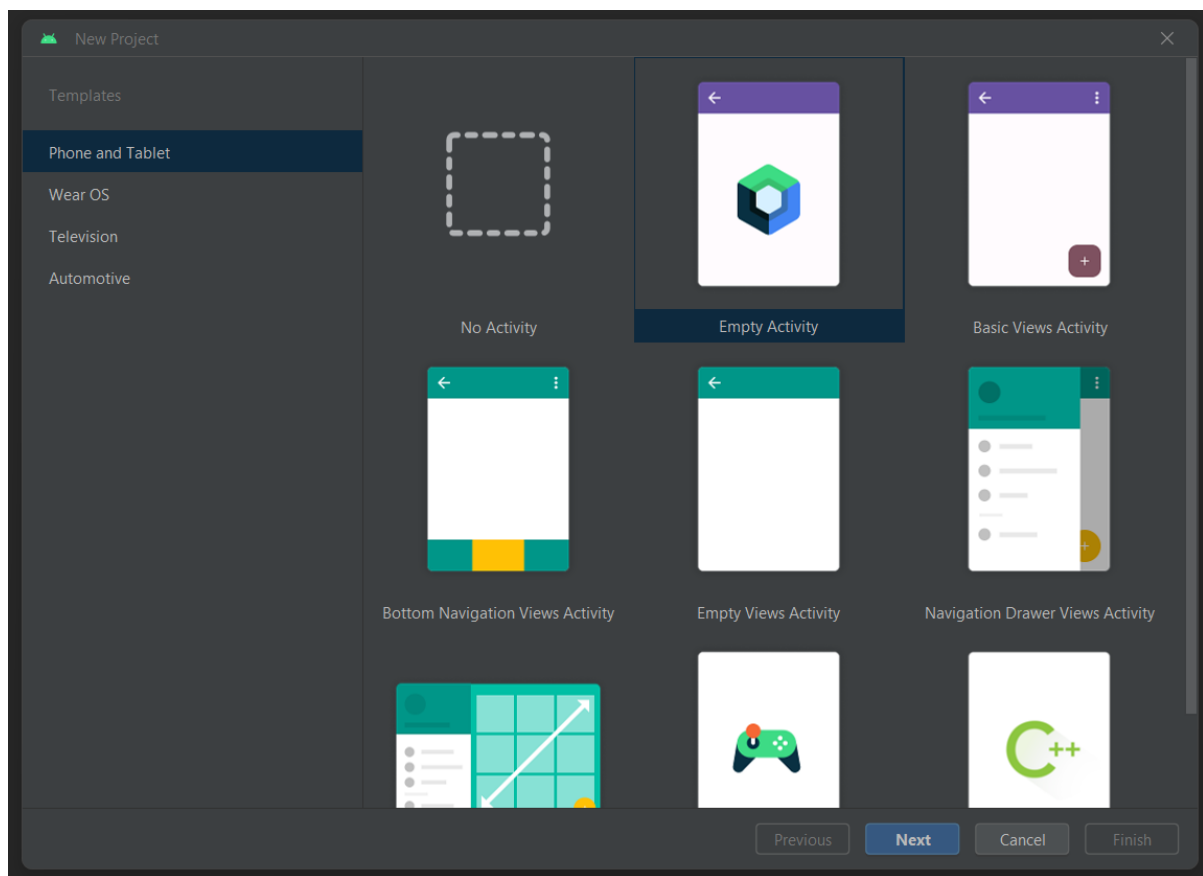 New Project
Templates
Phone and Tablet
Wear OS
Television
Automotive
No Activity
Empty Activity
Basic Views Activity
Bottom Navigation Views Activity
Empty Views Activity
Navigation Drawer Views Activity
C++
Previous
Next
Cancel
Finish